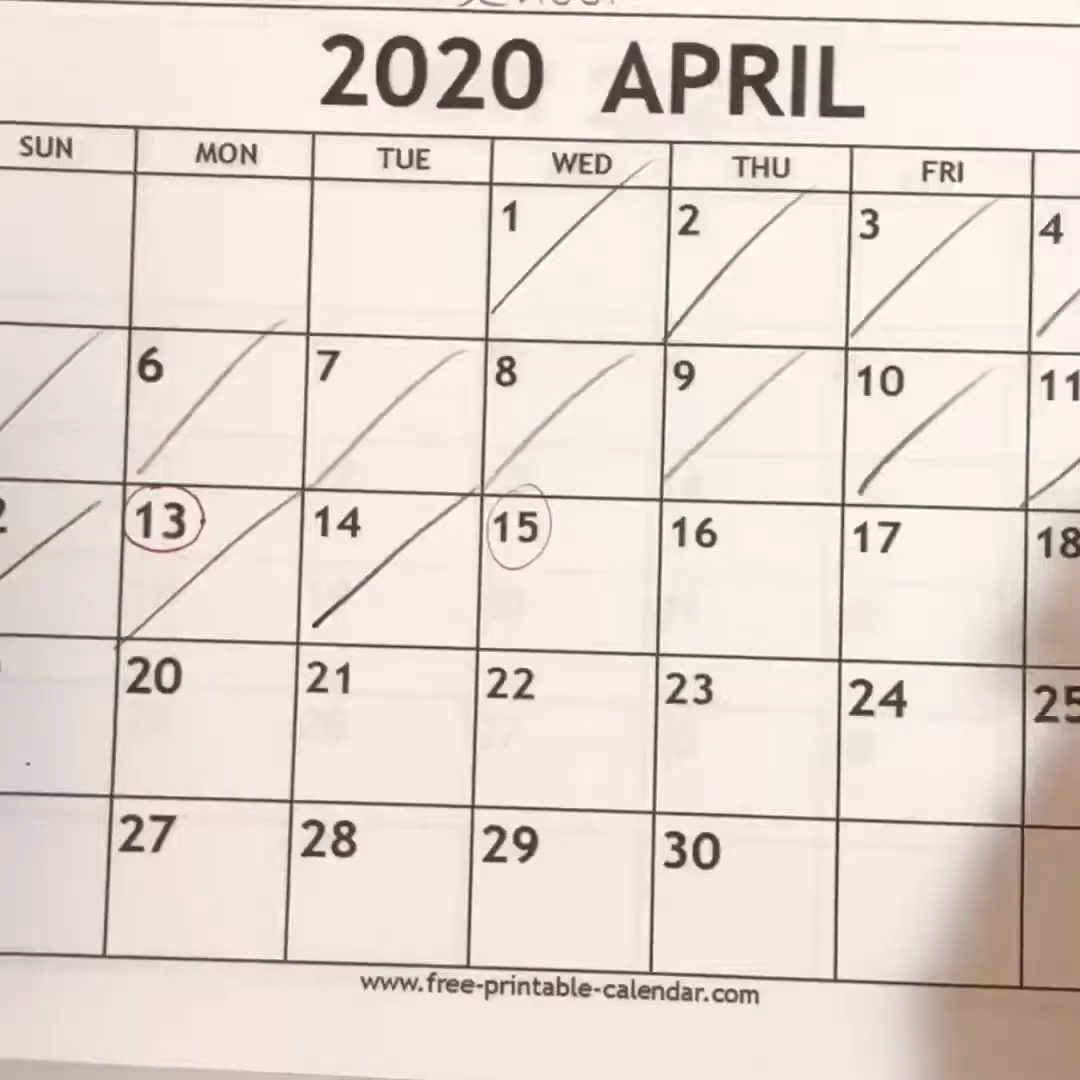 2020 APRIL
SUN MON TUE WED THU FRI
1 2 3 4
6 7 8 9 10 11
13 14 15 16 17 18
20 21 22 23 24 25
27 28 29 30
www.free-printable-calendar.com